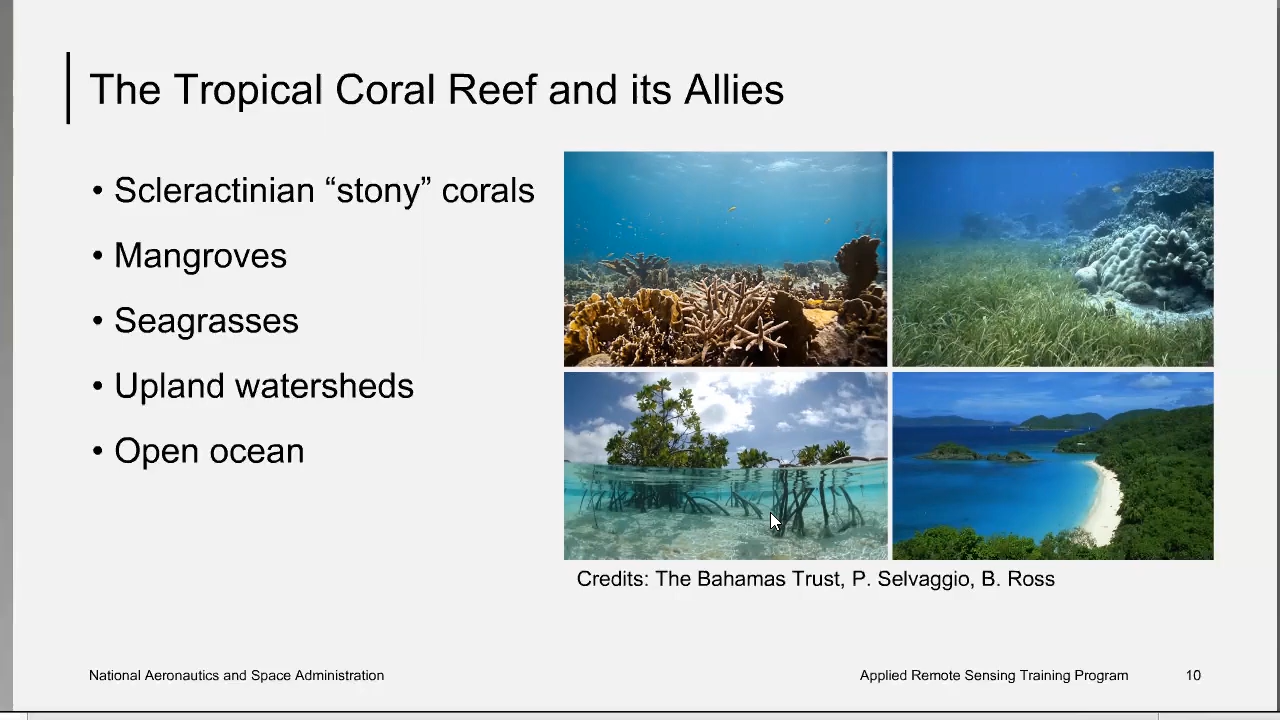 The Tropical Coral Reef and its Allies
• Scleractinian “stony” corals
• Mangroves
• Seagrasses
• Upland watersheds
• Open ocean
Credits: The Bahamas Trust, P. Selvaggio, B. Ross
National Aeronautics and Space Administration
Applied Remote Sensing Training Program
10